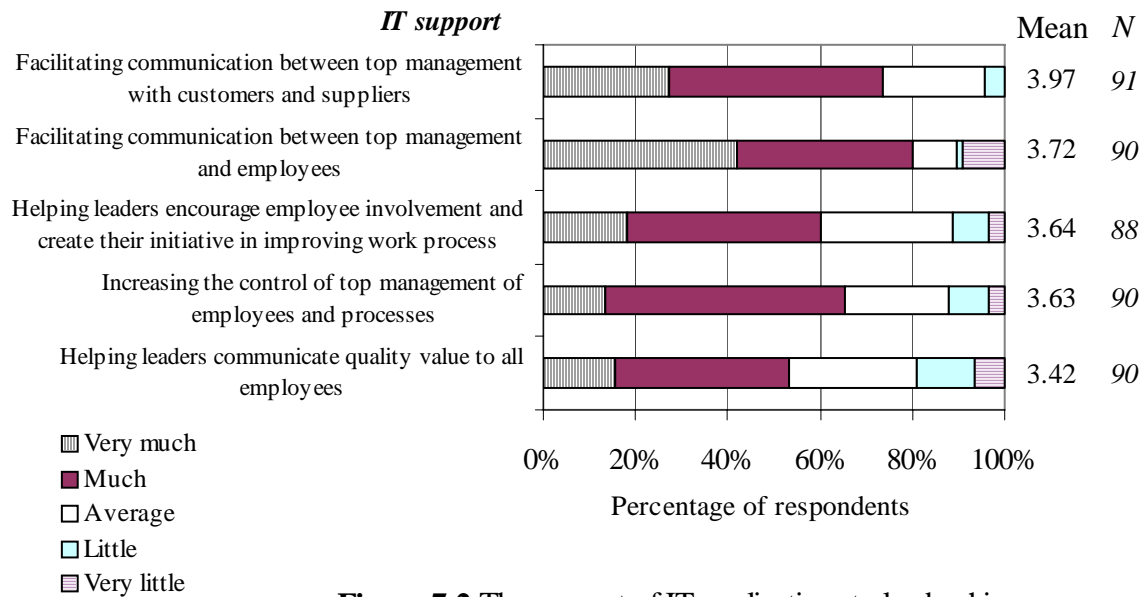 IT support
Mean N
Facilitating communication between top management
with customers and suppliers
3.97 91
Facilitating communication between top management
and employees
3.72 90
Helping leaders encourage employee involvement and
create their initiative in improving work process
3.64 88
Increasing the control of top management of
employees and processes
3.63 90
Helping leaders communicate quality value to all
employees
3.42 90
0% 20% 40% 60% 80% 100%
Percentage of respondents
Very much
Much
Average
Little
Very little